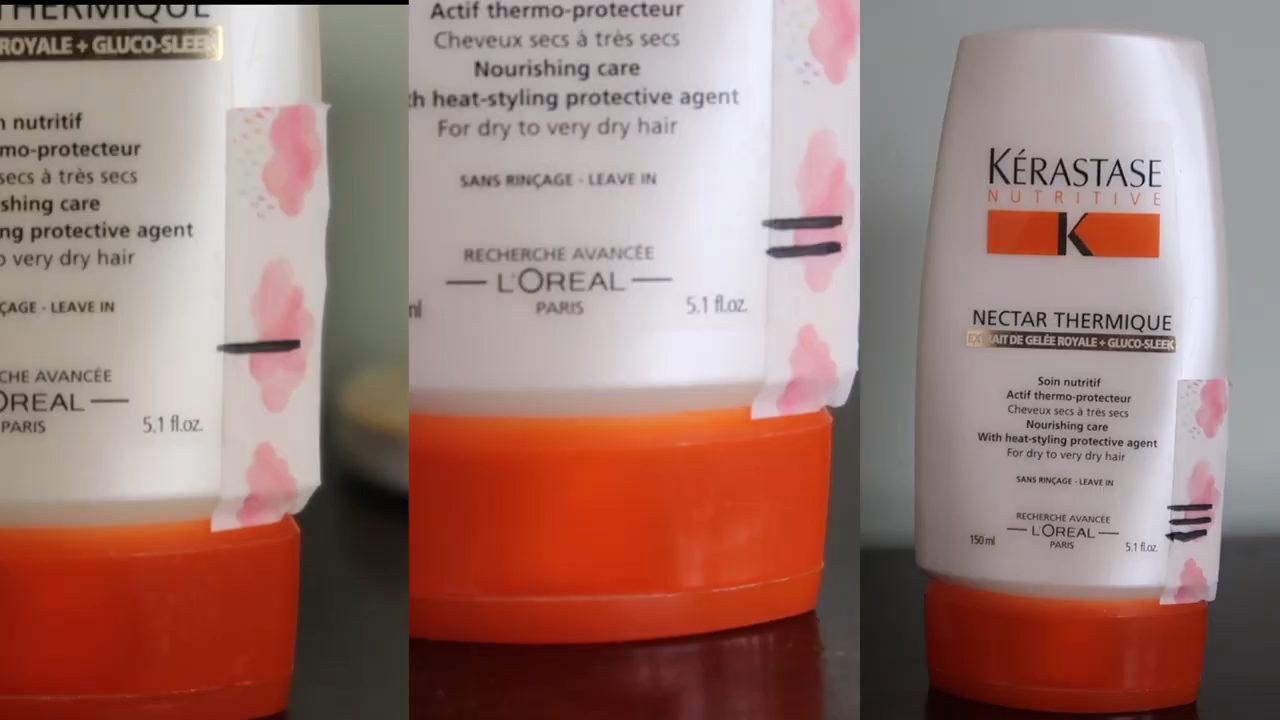 THERMIQUE
ROYALE + GLUCO-SLEEK
nutritif
mo-protecteur
secs à très secs
shing care
ng protective agent
very dry hair
ÇAGE - LEAVE IN
CHE AVANCÉE
OREAL
PARIS
5.1 fl.oz.
Actif thermo-protecteur
Cheveux secs à très secs
Nourishing care
th heat-styling protective agent
For dry to very dry hair
SANS RINÇAGE - LEAVE IN
RECHERCHE AVANCÉE
L'OREAL
PARIS
ml
5.1 fl.oz.
KÉRASTASE
NUTRITIVE
K
NECTAR THERMIQUE
EXTRAIT DE GELÉE ROYALE + GLUCO-SLEEK
Soin nutritif
Actif thermo-protecteur
Cheveux secs à très secs
Nourishing care
With heat-styling protective agent
For dry to very dry hair
SANS RINÇAGE - LEAVE IN
RECHERCHE AVANCÉE
L'OREAL
PARIS
150 ml
5.1 fl.oz.